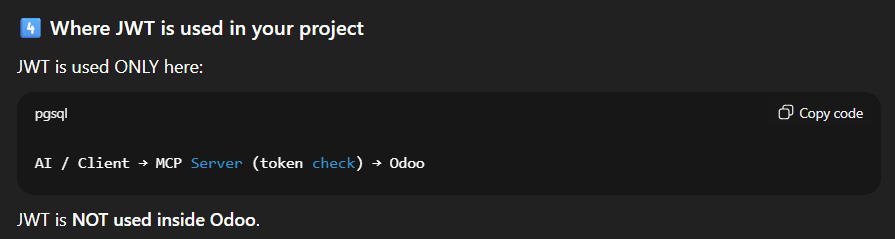 4 Where JWT is used in your project
JWT is used ONLY here:
pgsql
Copy code
AI / Client → MCP Server (token check) → Odoo
JWT is NOT used inside Odoo.